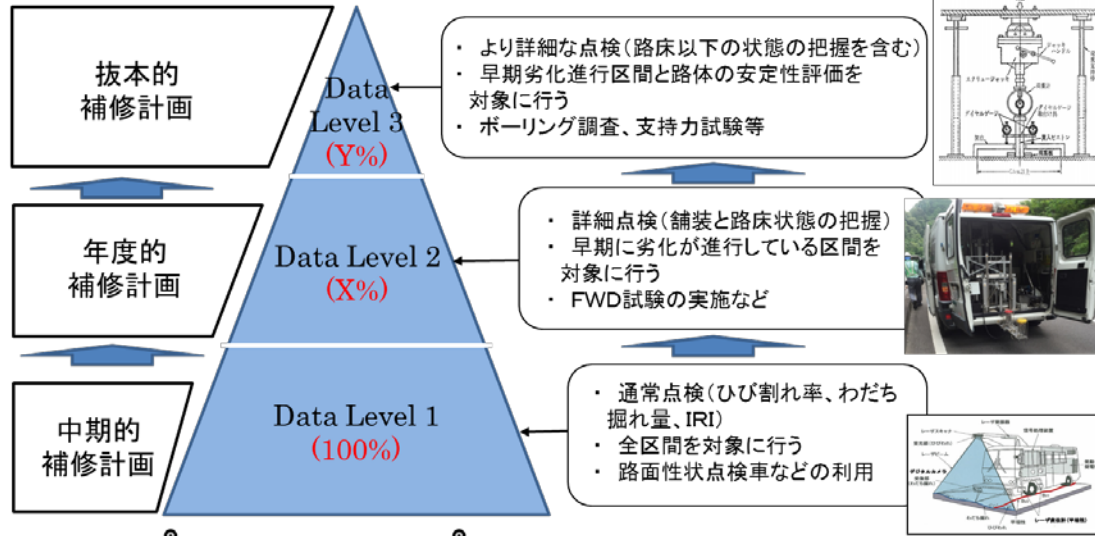 抜本的
補修計画
Data
Level 3
(Y%)
・ より詳細な点検(路床以下の状態の把握を含む)
・ 早期劣化進行区間と路体の安定性評価を
対象に行う
・ ボーリング調査、支持力試験等
年度的
補修計画
Data Level 2
(X%)
・ 詳細点検(舗装と路床状態の把握)
・ 早期に劣化が進行している区間を
対象に行う
・ FWD試験の実施など
中期的
補修計画
Data Level 1
(100%)
・ 通常点検(ひび割れ率、わだち
掘れ量、IRI)
・ 全区間を対象に行う
・ 路面性状点検車などの利用